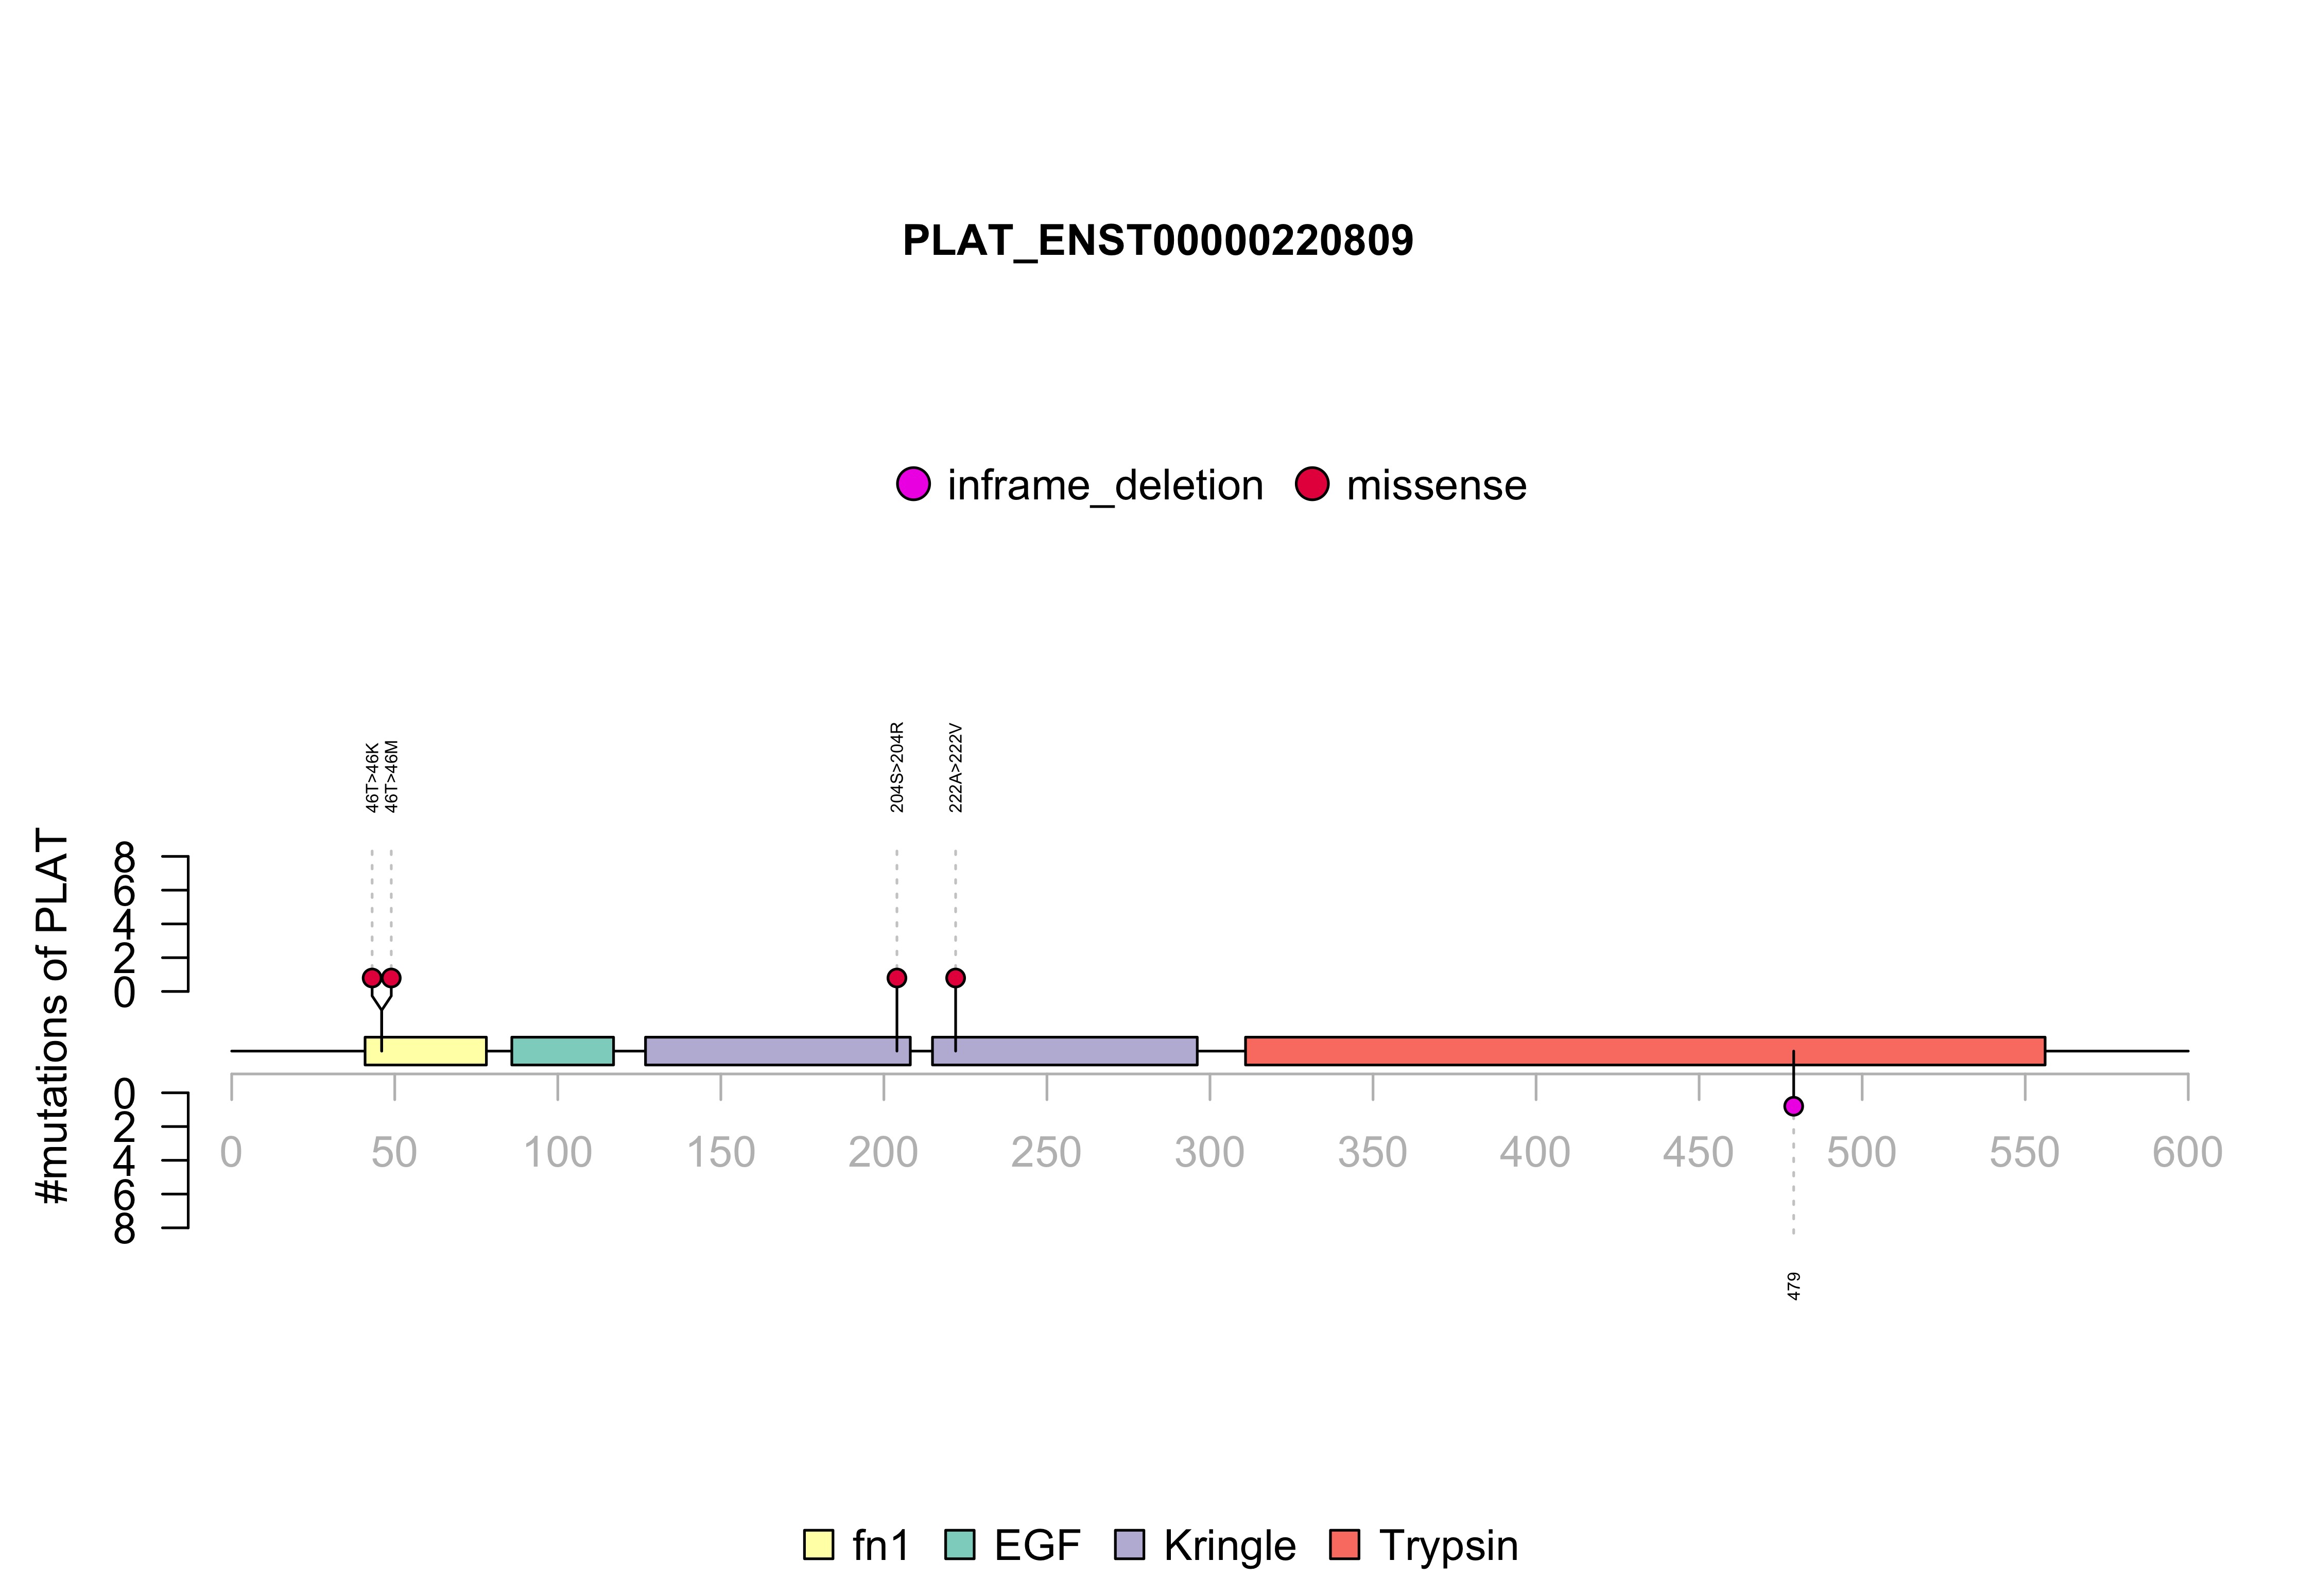 PLAT_ENST00000220809
inframe_deletion missense
46T>46K
46T>46M
204S>204R
222A>222V
#mutations of PLAT
8
6
4
2
0
0
2
4
6
8
0 50 100 150 200 250 300 350 400 450 500 550 600
479
fn1 EGF Kringle Trypsin